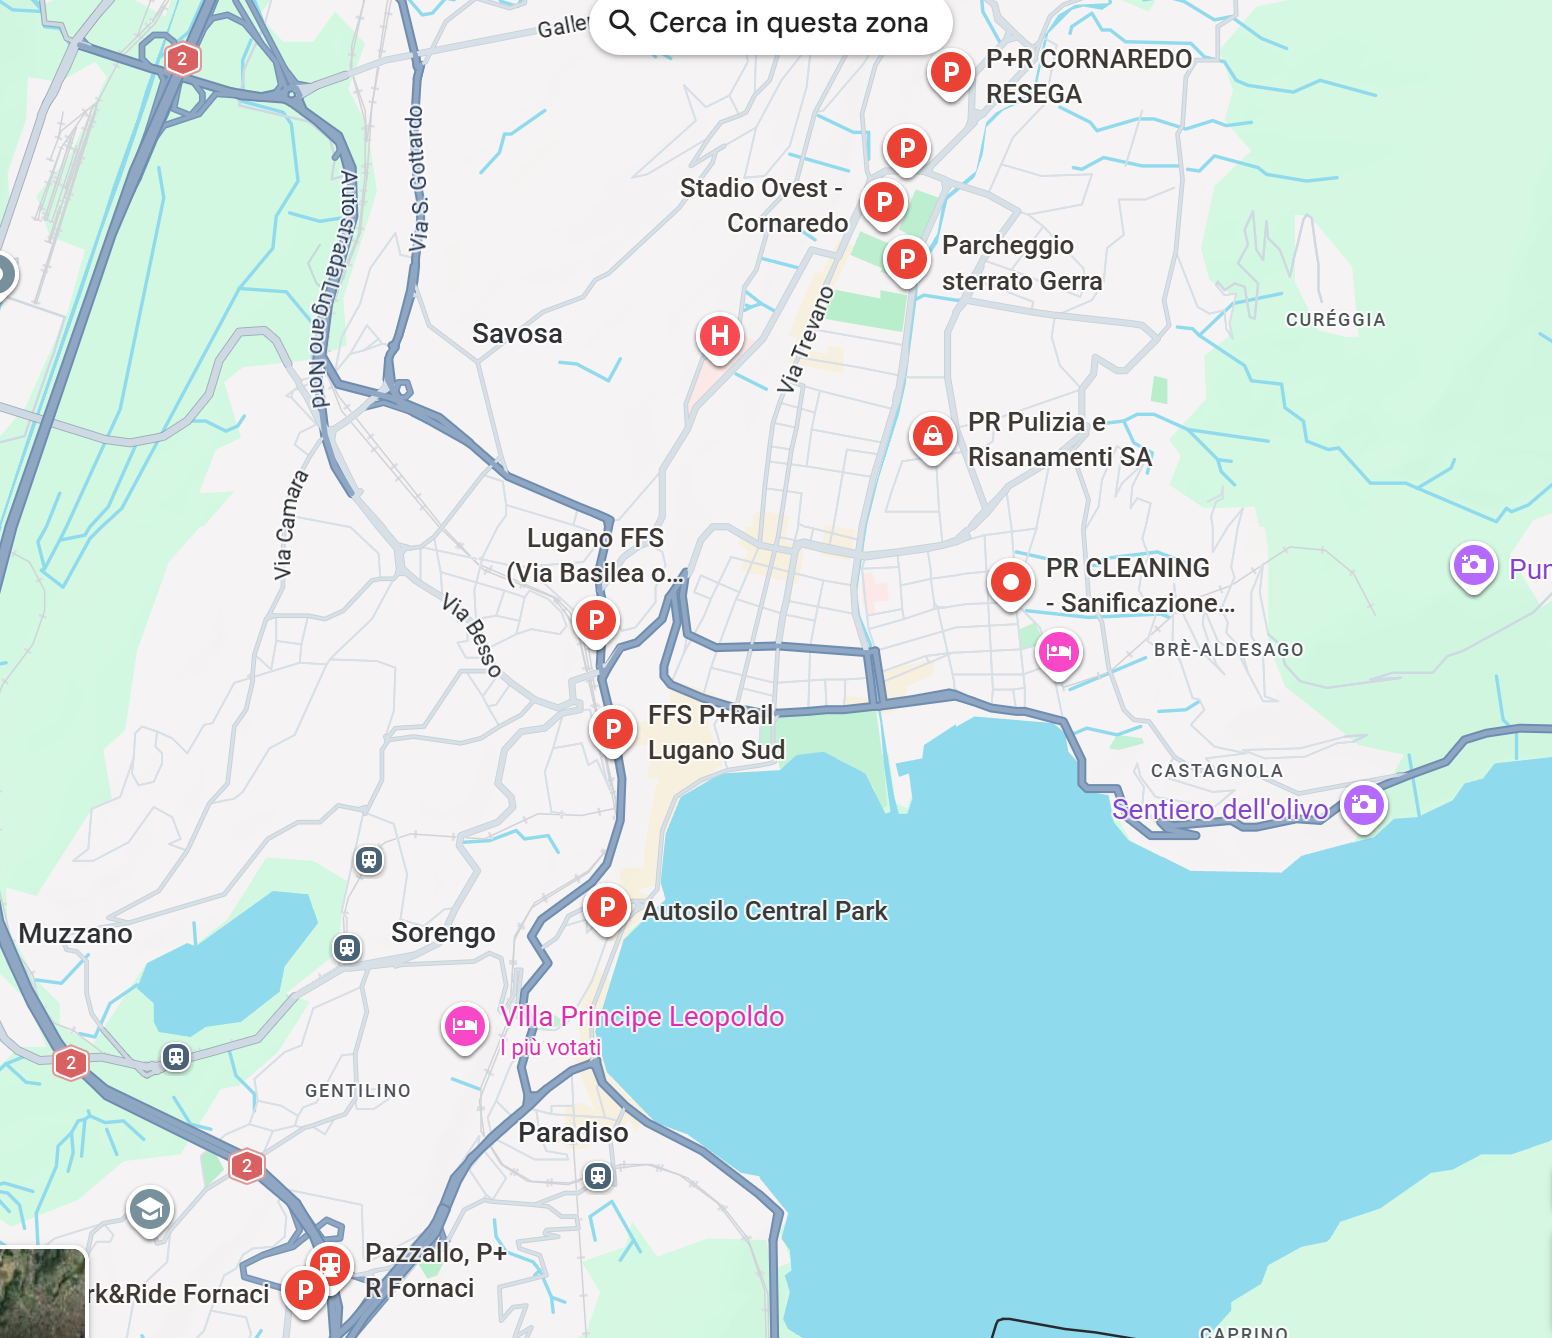 Cerca in questa zona
Galler
2
P+R CORNAREDO
RESEGA
P
Via S. Gottardo
P
Autostrada Lugano Nord
Stadio Ovest -
Cornaredo
P
Parcheggio
sterrato Gerra
P
Via Trevano
CURÉGGIA
Savosa
H
PR Pulizia e
Risanamenti SA
Via Camara
Lugano FFS
(Via Basilea o...
P
PR CLEANING
- Sanificazione...
Pun
Via Besso
BRÈ-ALDESAGO
FFS P+Rail
Lugano Sud
P
CASTAGNOLA
Sentiero dell'olivo
P
Autosilo Central Park
Muzzano
Sorengo
Villa Principe Leopoldo
I più votati
2
GENTILINO
Paradiso
2
Pazzallo, P+
R Fornaci
rk&Ride Fornaci
P
CAPRINO